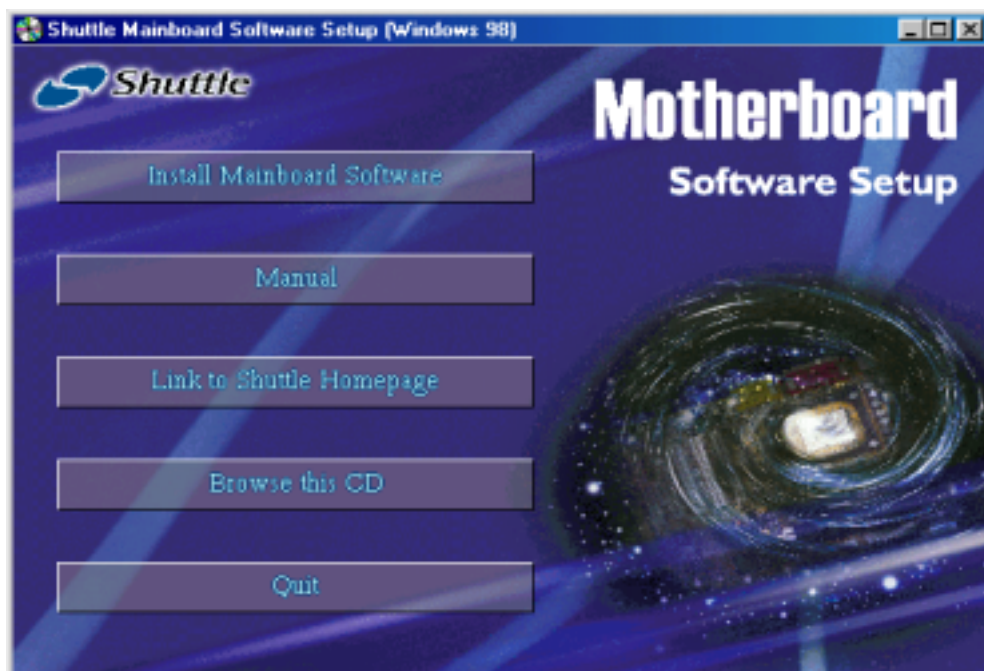 Shuttle Mainboard Software Setup (Windows 98)
Shuttle
Motherboard
Software Setup
Install Mainboard Software
Manual
Link to Shuttle Homepage
Browse this CD
Quit